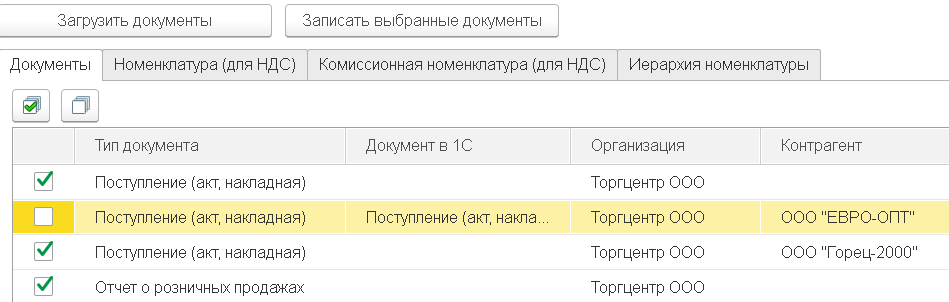 Загрузить документы Записать выбранные документы
Документы Номенклатура (для НДС) Комиссионная номенклатура (для НДС) Иерархия номенклатуры
Тип документа Документ в 1С Организация Контрагент
Поступление (акт, накладная) Торгцентр ООО
Поступление (акт, накладная) Поступление (акт, накла... Торгцентр ООО ООО "ЕВРО-ОПТ"
Поступление (акт, накладная) Торгцентр ООО ООО "Горец-2000"
Отчет о розничных продажах Торгцентр ООО